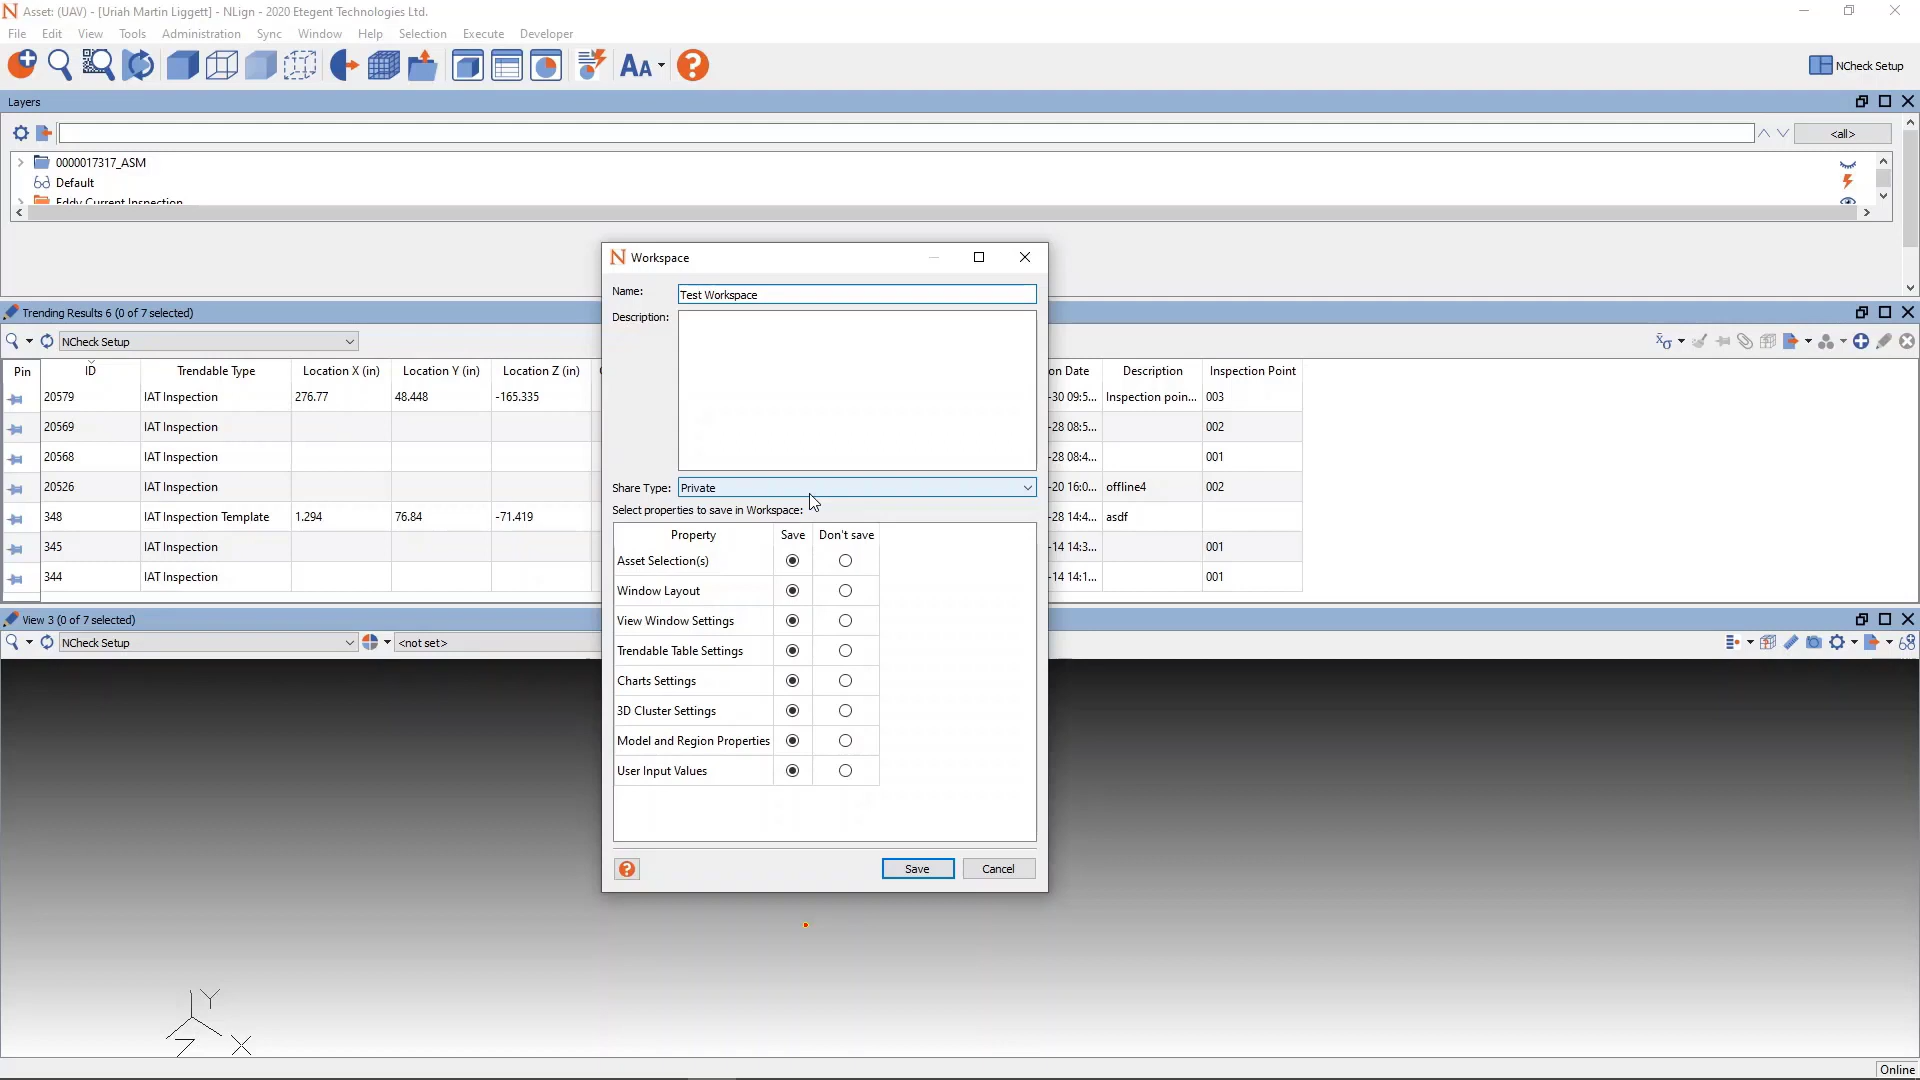 Asset: (UAV) - [Uriah Martin Liggett] - NLign - 2020 Etegent Technologies Ltd.
File Edit View Tools Administration Sync Window Help Selection Execute Developer
NCheck Setup
Layers
<all>
0000017317_ASM
Default
Eddy Current Inspection
Trending Results 6 (0 of 7 selected)
NCheck Setup
Pin ID Trendable Type Location X (in) Location Y (in) Location Z (in) on Date Description Inspection Point
20579 IAT Inspection 276.77 48.448 -165.335 -30 09:5... Inspection poin... 003
20569 IAT Inspection -28 08:5... 002
20568 IAT Inspection -28 08:4... 001
20526 IAT Inspection -20 16:0... offline4 002
348 IAT Inspection Template 1.294 76.84 -71.419 -28 14:4... asdf
345 IAT Inspection -14 14:3... 001
344 IAT Inspection -14 14:1... 001
View 3 (0 of 7 selected)
NCheck Setup <not set>
Workspace
Name: Test Workspace
Description:
Share Type: Private
Select properties to save in Workspace:
Property Save Don't save
Asset Selection(s)
Window Layout
View Window Settings
Trendable Table Settings
Charts Settings
3D Cluster Settings
Model and Region Properties
User Input Values
Save Cancel
Y
Z X
Online